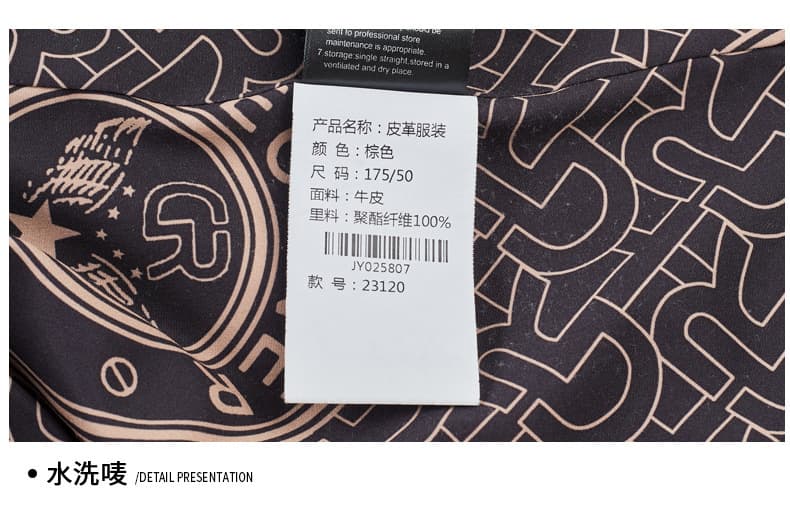 sent to professional store
maintenance is appropriate.
7.storage:single straight,stored in a
ventilated and dry place.
产品名称：皮革服装
颜 色：棕色
尺 码：175/50
面料：牛皮
里料：聚酯纤维100%
JY025807
款 号：23120
• 水洗唛 /DETAIL PRESENTATION